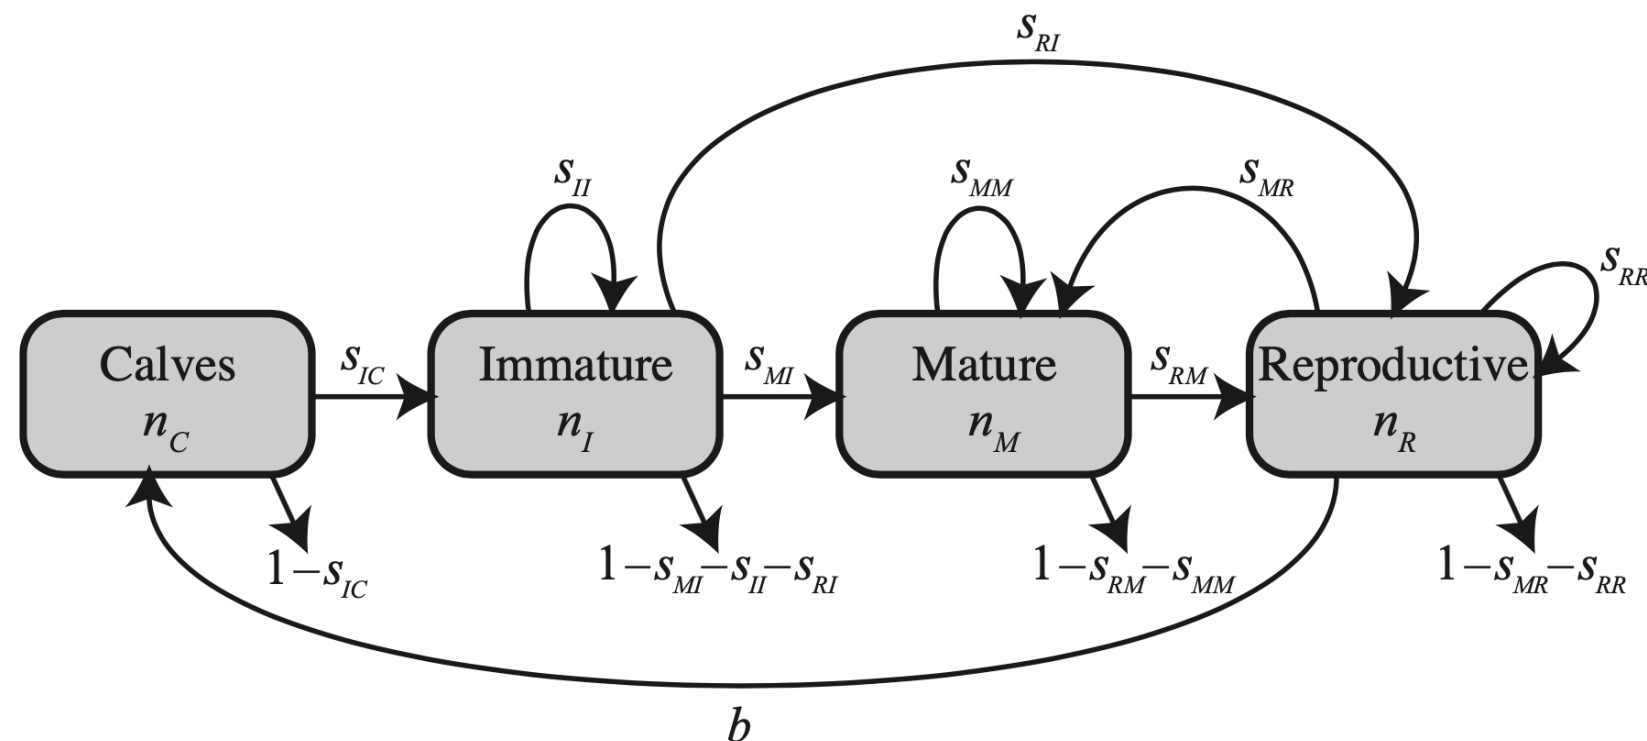 s_RI
s_II
s_MM
s_MR
s_RR
Calves
n_C
s_IC
Immature
n_I
s_MI
Mature
n_M
s_RM
Reproductive
n_R
1–s_IC
1–s_MI–s_II–s_RI
1–s_RM–s_MM
1–s_MR–s_RR
b